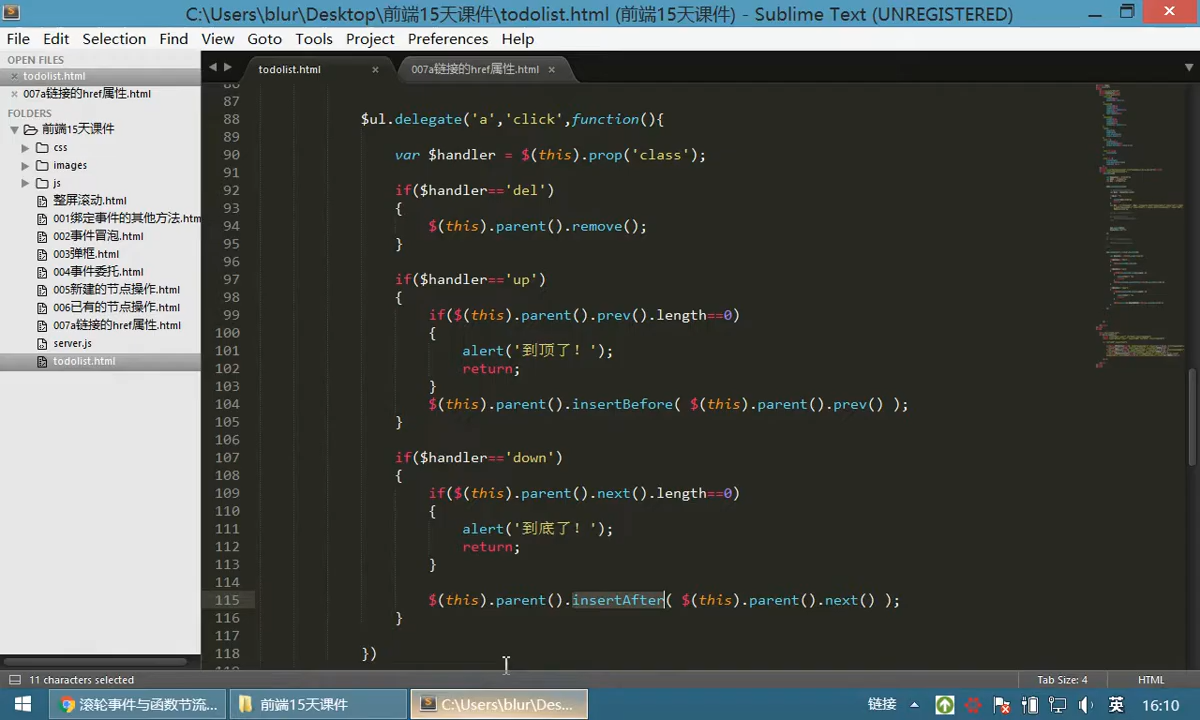 C:\Users\blur\Desktop\前端15天课件\todolist.html (前端15天课件) - Sublime Text (UNREGISTERED)
File Edit Selection Find View Goto Tools Project Preferences Help
OPEN FILES
todolist.html
007a链接的href属性.html
FOLDERS
前端15天课件
css
images
js
整屏滚动.html
001绑定事件的其他方法.htm
002事件冒泡.html
003弹框.html
004事件委托.html
005新建的节点操作.html
006已有的节点操作.html
007a链接的href属性.html
server.js
todolist.html
todolist.html
007a链接的href属性.html
87
88 $ul.delegate('a','click',function(){
89
90 var $handler = $(this).prop('class');
91
92 if($handler=='del')
93 {
94 $(this).parent().remove();
95 }
96
97 if($handler=='up')
98 {
99 if($(this).parent().prev().length==0)
100 {
101 alert('到顶了！');
102 return;
103 }
104 $(this).parent().insertBefore( $(this).parent().prev() );
105 }
106
107 if($handler=='down')
108 {
109 if($(this).parent().next().length==0)
110 {
111 alert('到底了！');
112 return;
113 }
114
115 $(this).parent().insertAfter( $(this).parent().next() );
116 }
117
118 })
11 characters selected
Tab Size: 4
HTML
滚轮事件与函数节流...
前端15天课件
C:\Users\blur\Des...
链接
英
16:10